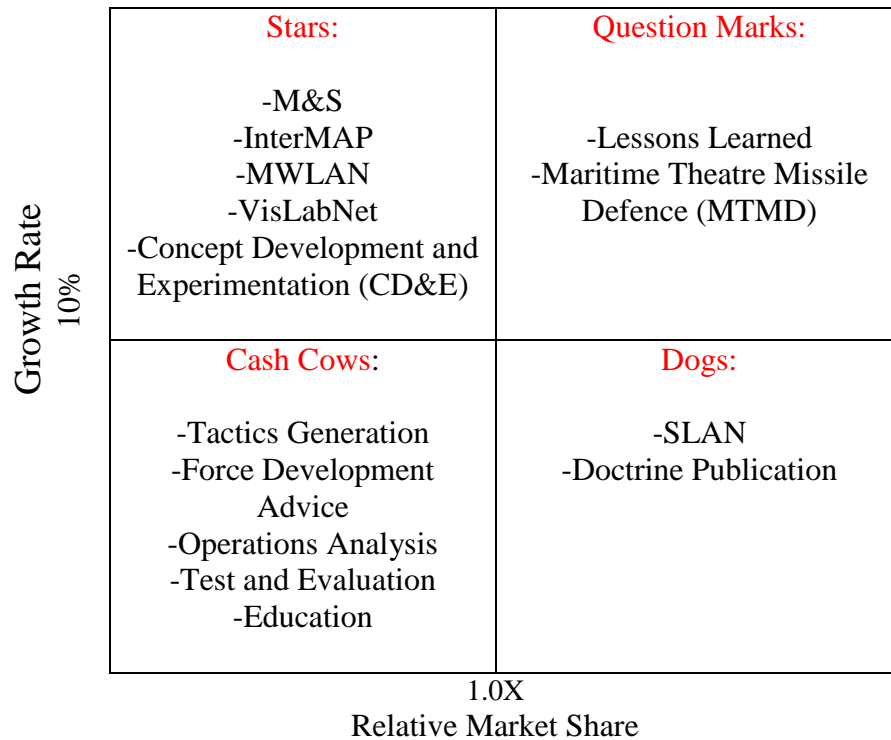 Stars:
-M&S
-InterMAP
-MWLAN
-VisLabNet
-Concept Development and
Experimentation (CD&E)
Question Marks:
-Lessons Learned
-Maritime Theatre Missile
Defence (MTMD)
Growth Rate
10%
Cash Cows:
-Tactics Generation
-Force Development
Advice
-Operations Analysis
-Test and Evaluation
-Education
Dogs:
-SLAN
-Doctrine Publication
1.0X
Relative Market Share